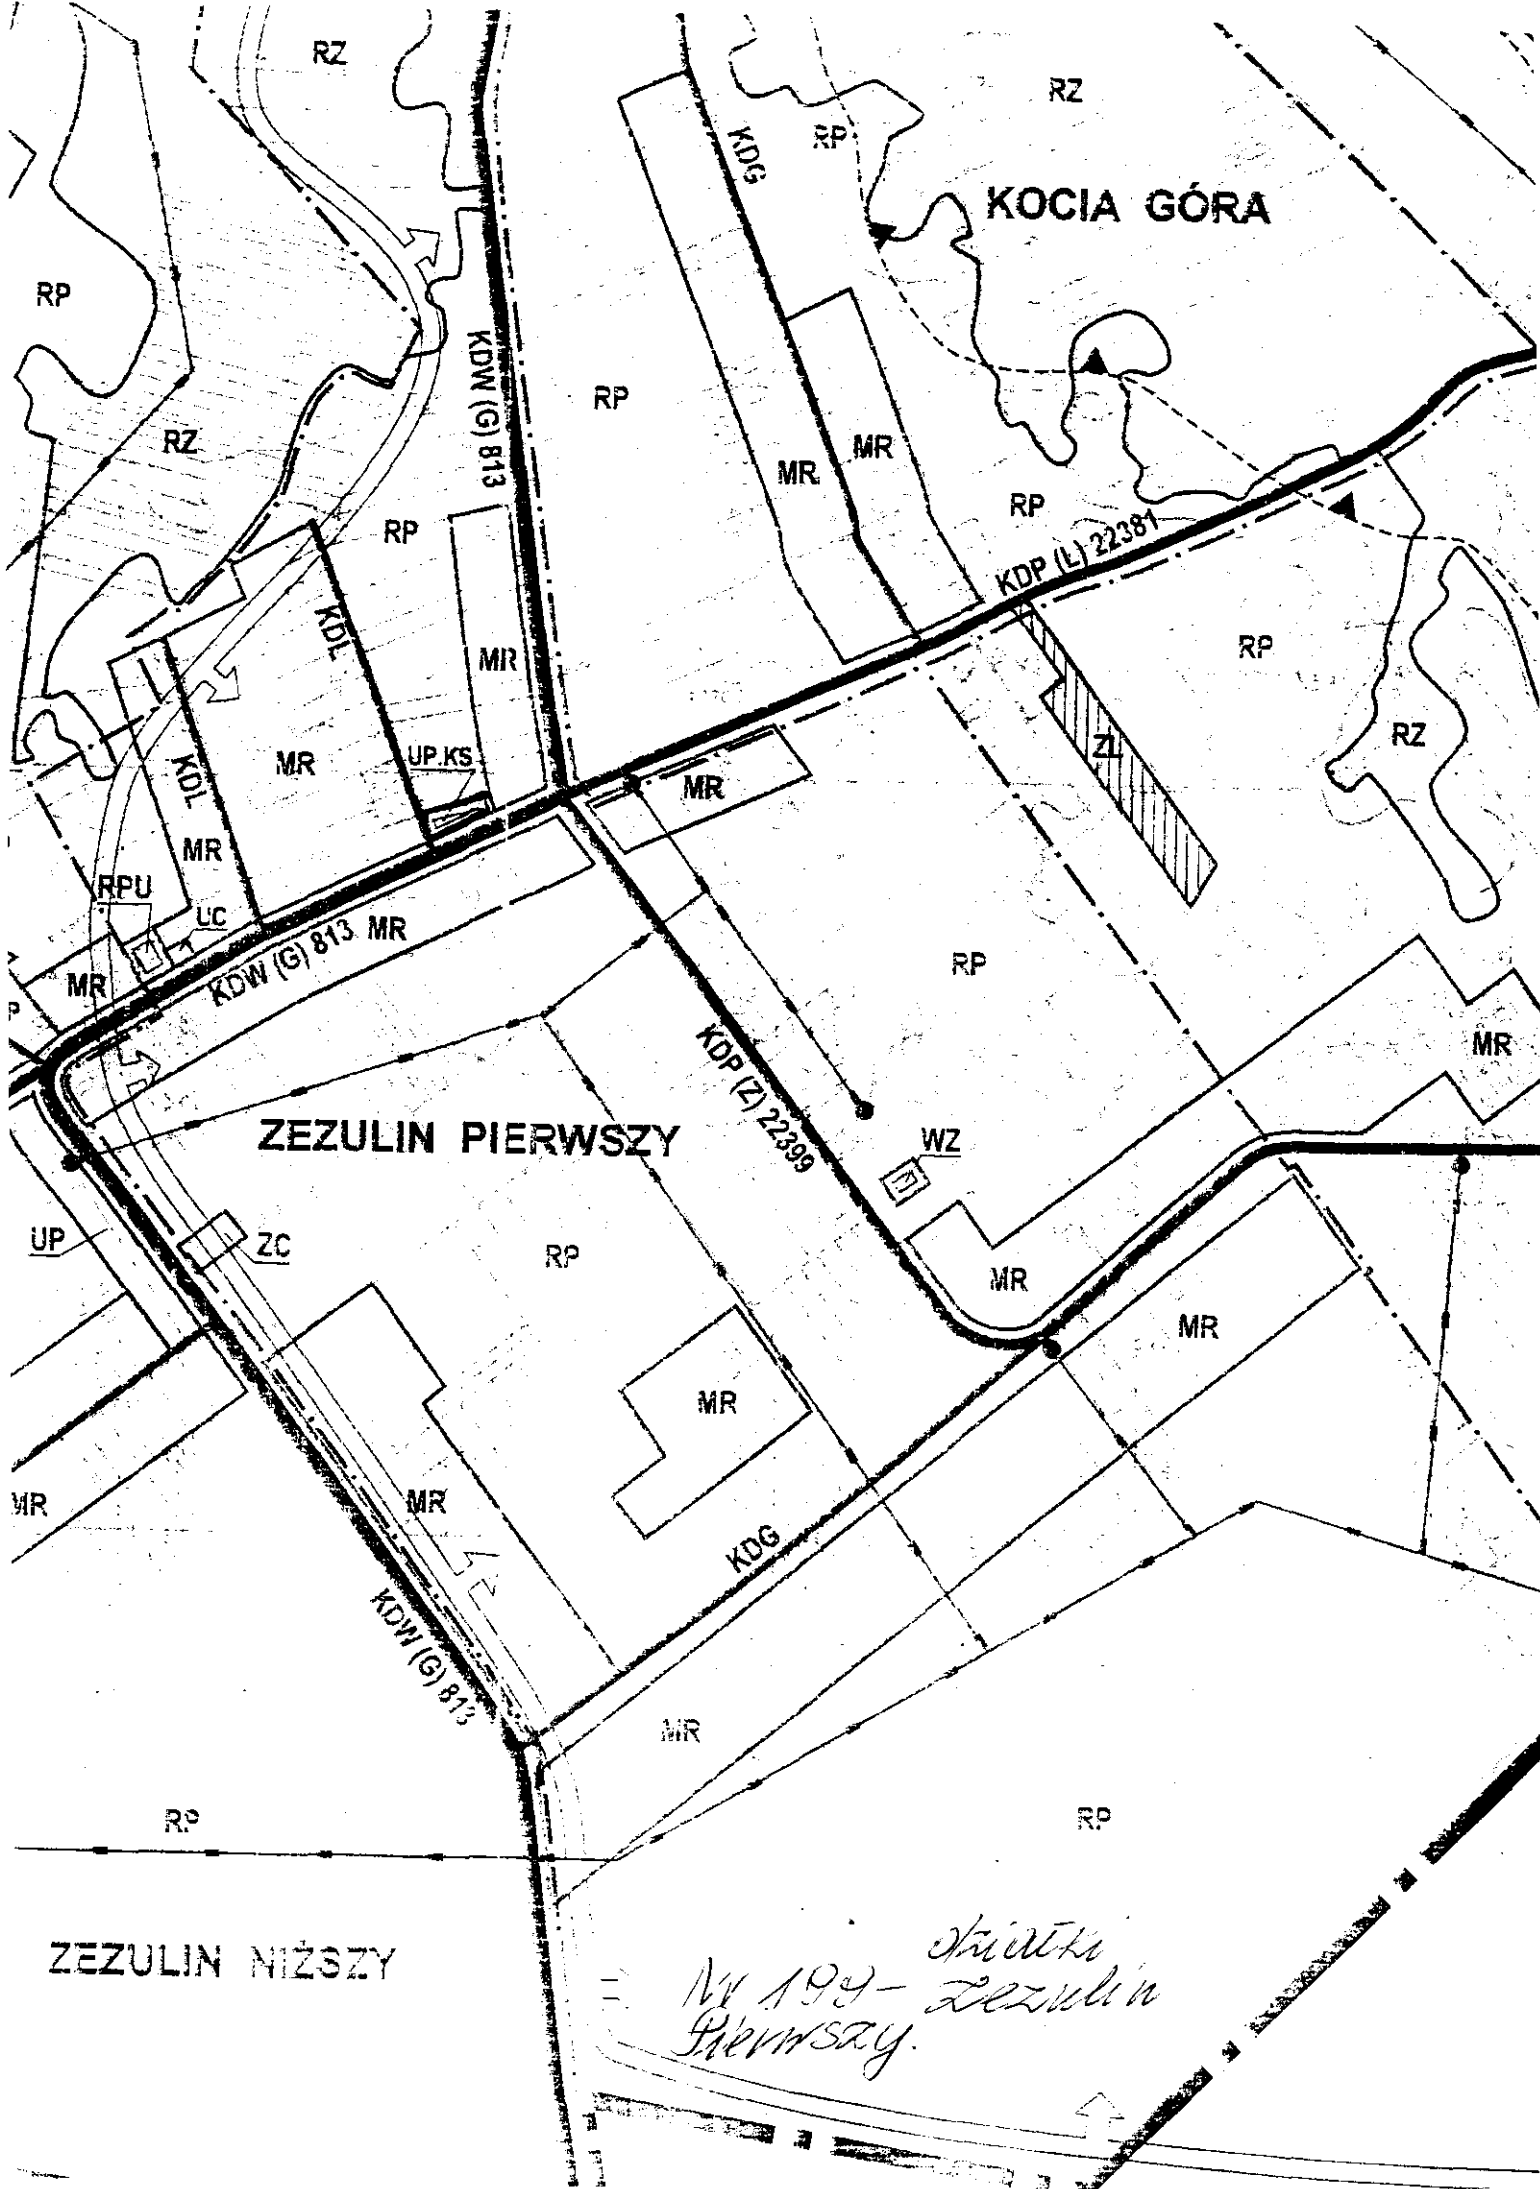 RZ
RZ
KDG
RP
KOCIA GÓRA
RP
KDW (G) 813
RP
RZ
MR
MR
RP
RP
KDP (L) 22381
KDL
MR
RP
ZL
RZ
KDL
MR
UP.KS
MR
MR
RPU
UC
MR
KDW (G) 813
RP
MR
P
KDP (Z) 22399
MR
ZEZULIN PIERWSZY
WZ
UP
ZC
RP
MR
MR
MR
MR
MR
KDG
KDW (G) 813
MR
RP
RP
ZEZULIN NIŻSZY
działki
Nr 199 - Zezulin
Pierwszy.